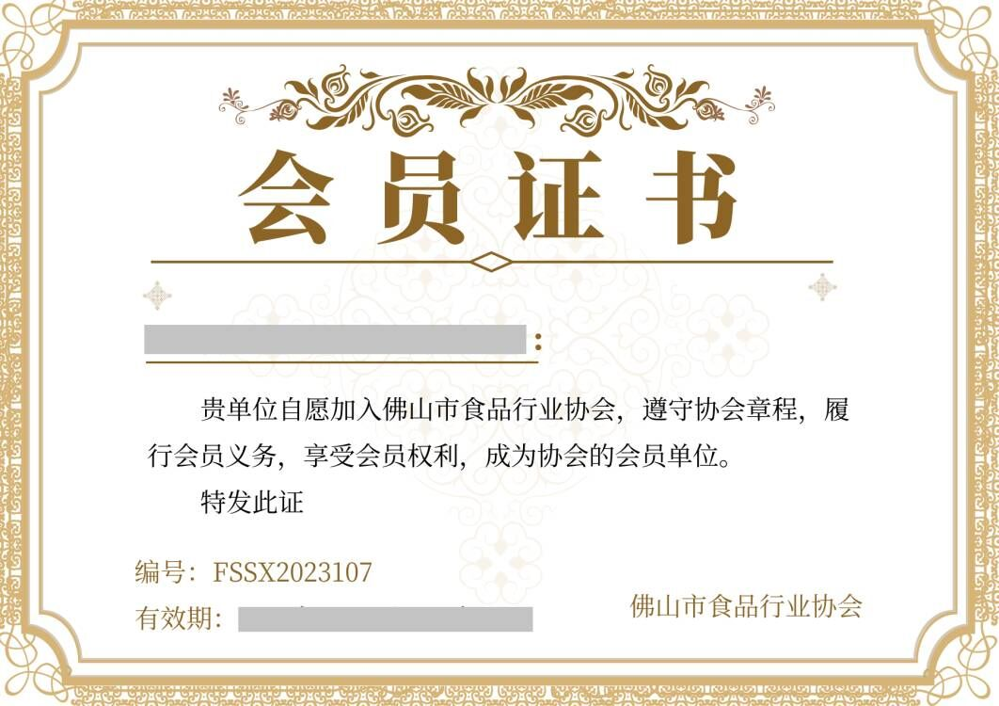 会员证书
:
贵单位自愿加入佛山市食品行业协会，遵守协会章程，履
行会员义务，享受会员权利，成为协会的会员单位。
特发此证
编号：FSSX2023107
有效期：
佛山市食品行业协会